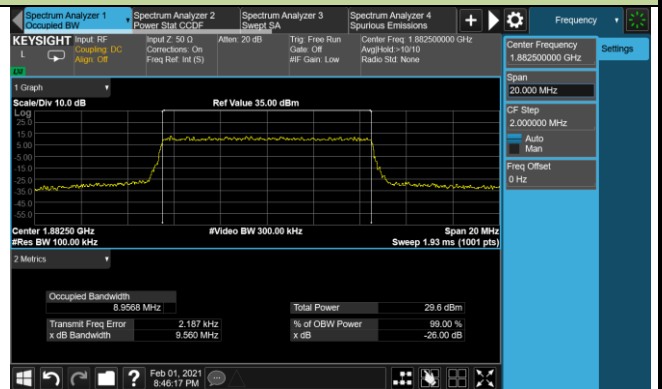 Spectrum Analyzer 1
Occupied BW
Spectrum Analyzer 2
Power Stat CCDF
Spectrum Analyzer 3
Swept SA
Spectrum Analyzer 4
Spurious Emissions
Frequency
KEYSIGHT
L
Input: RF
Coupling: DC
Align: Off
Input Z: 50 Ω
Corrections: On
Freq Ref: Int (S)
Atten: 20 dB
Trig: Free Run
Gate: Off
#IF Gain: Low
Center Freq: 1.882500000 GHz
Avg|Hold:>10/10
Radio Std: None
Center Frequency
1.882500000 GHz
Settings
Span
20.000 MHz
CF Step
2.000000 MHz
Auto
Man
Freq Offset
0 Hz
1 Graph
Scale/Div 10.0 dB
Ref Value 35.00 dBm
Log
25.0
15.0
5.00
-5.00
-15.0
-25.0
-35.0
-45.0
-55.0
Center 1.88250 GHz
#Video BW 300.00 kHz
Span 20 MHz
#Res BW 100.00 kHz
Sweep 1.93 ms (1001 pts)
2 Metrics
Occupied Bandwidth
8.9568 MHz
Total Power
29.6 dBm
Transmit Freq Error
2.187 kHz
% of OBW Power
99.00 %
x dB Bandwidth
9.560 MHz
x dB
-26.00 dB
Feb 01, 2021
8:46:17 PM